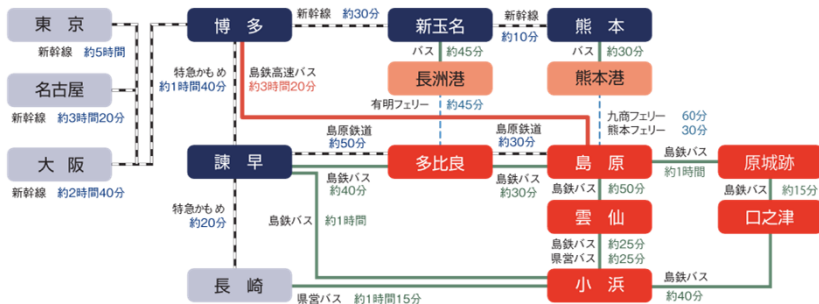 東京
新幹線 約5時間
名古屋
新幹線 約3時間20分
大阪
新幹線 約2時間40分
博多
新幹線 約30分
新玉名
新幹線
約10分
熊本
特急かもめ
約1時間40分
島鉄高速バス
約3時間20分
バス 約45分
長洲港
有明フェリー 約45分
バス 約30分
熊本港
九商フェリー 60分
熊本フェリー 30分
諫早
島原鉄道
約50分
島鉄バス
約40分
多比良
島原鉄道
約30分
島鉄バス
約30分
島原
島鉄バス
約1時間
原城跡
島鉄バス 約15分
口之津
島鉄バス 約50分
雲仙
島鉄バス 約25分
県営バス 約25分
小浜
島鉄バス
約40分
特急かもめ
約20分
島鉄バス 約1時間
長崎
県営バス 約1時間15分